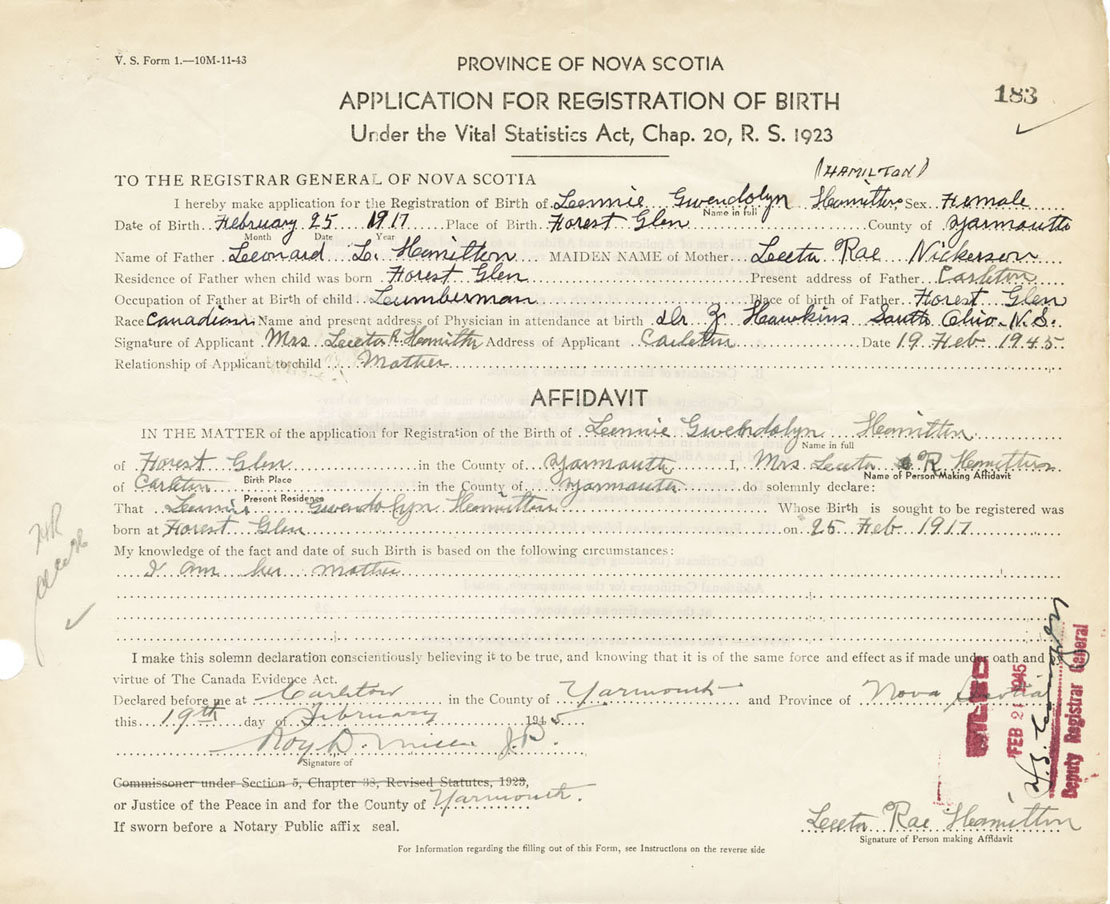 V. S. Form 1.—10M-11-43
PROVINCE OF NOVA SCOTIA
APPLICATION FOR REGISTRATION OF BIRTH
183
Under the Vital Statistics Act, Chap. 20, R. S. 1923
(HAMILTON)
TO THE REGISTRAR GENERAL OF NOVA SCOTIA
I hereby make application for the Registration of Birth of Lennie Gwendolyn Hamilton Sex Female
Name in full
Date of Birth February 25 1917 Place of Birth Forest Glen County of Yarmouth
Month Date Year
Name of Father Leonard L. Hamilton MAIDEN NAME of Mother Leeta Rae Nickerson
Residence of Father when child was born Forest Glen Present address of Father Carleton
Occupation of Father at Birth of child Lumberman Place of birth of Father Forest Glen
Race Canadian Name and present address of Physician in attendance at birth Dr Z Hawkins South Ohio N.S.
Signature of Applicant Mrs Leeta R. Hamilton Address of Applicant Carleton Date 19 Feb 1945
Relationship of Applicant to child Mother
AFFIDAVIT
IN THE MATTER of the application for Registration of the Birth of Lennie Gwendolyn Hamilton
Name in full
of Forest Glen in the County of Yarmouth I, Mrs Leeta R Hamilton
Birth Place Name of Person Making Affidavit
of Carleton in the County of Yarmouth do solemnly declare:
Present Residence
That Lennie Gwendolyn Hamilton Whose Birth is sought to be registered was
born at Forest Glen on 25 Feb 1917
My knowledge of the fact and date of such Birth is based on the following circumstances:
I am her mother
I make this solemn declaration conscientiously believing it to be true, and knowing that it is of the same force and effect as if made under oath and
virtue of The Canada Evidence Act.
Declared before me at Carleton in the County of Yarmouth and Province of Nova Scotia
this 19th day of February 1945
Roy D. J.P.
Signature of
Commissoner under Section 5, Chapter 38, Revised Statutes, 1923,
or Justice of the Peace in and for the County of Yarmouth.
If sworn before a Notary Public affix seal.
FILED
FEB 21 1945
Deputy Registrar General
Leeta Rae Hamilton
Signature of Person making Affidavit
For Information regarding the filling out of this Form, see Instructions on the reverse side